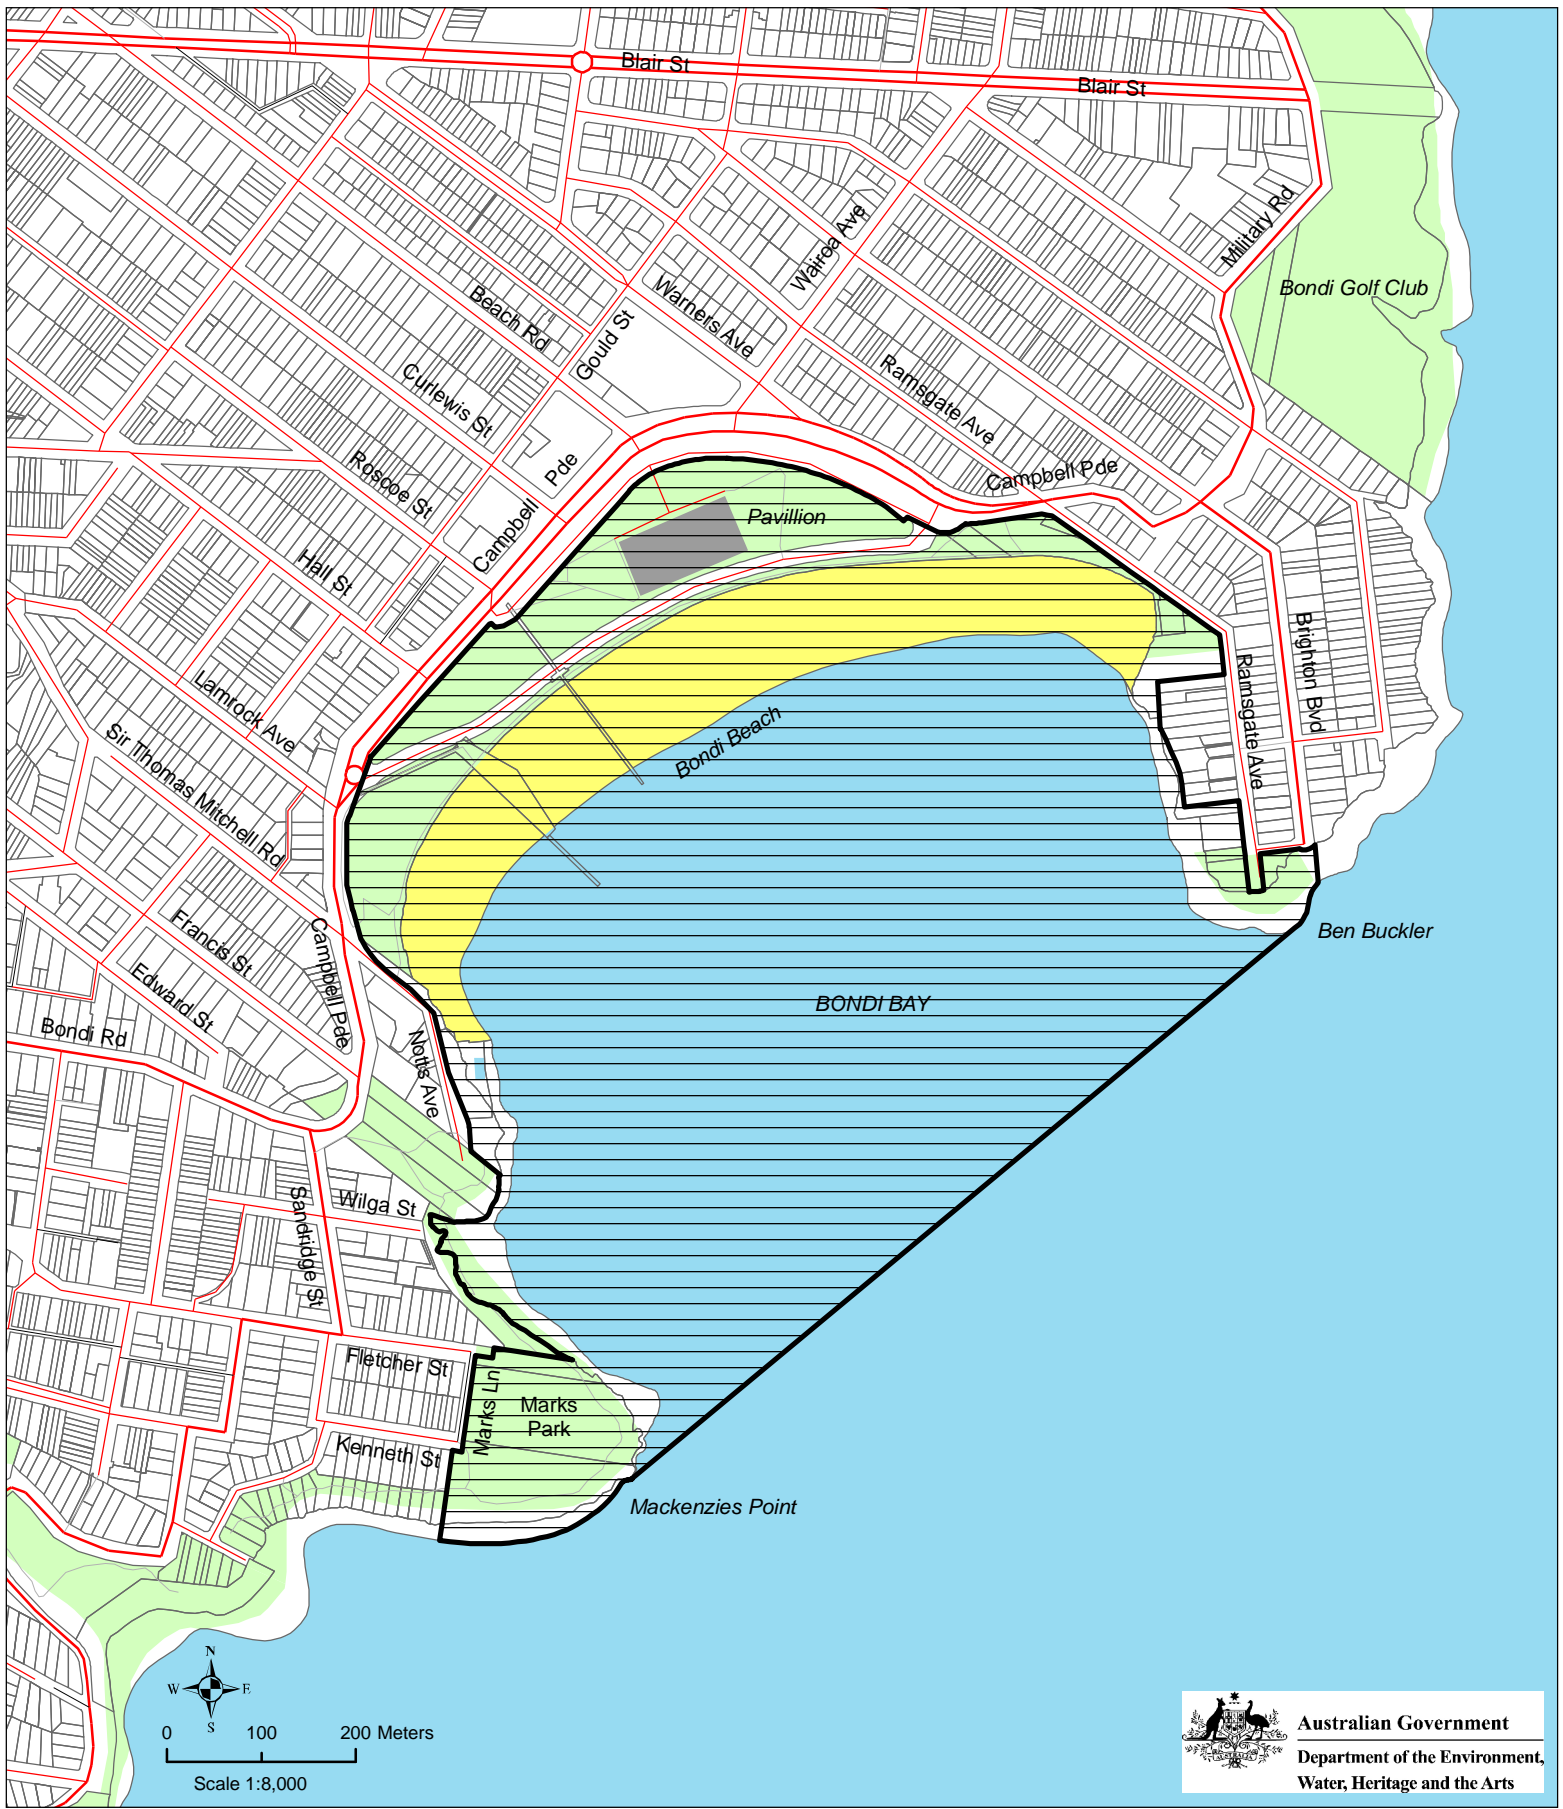 Blair St
Blair St
Military Rd
Wairoa Ave
Bondi Golf Club
Beach Rd
Gould St
Warners Ave
Curlewis St
Ramsgate Ave
Roscoe St
Campbell Pde
Campbell Pde
Hall St
Pavillion
Lamrock Ave
Sir Thomas Mitchell Rd
Bondi Beach
Ramsgate Ave
Brighton Bvd
Francis St
Edward St
Campbell Pde
Bondi Rd
Notts Ave
BONDI BAY
Ben Buckler
Sandridge St
Wilga St
Fletcher St
Marks Ln
Marks
Park
Kenneth St
Mackenzies Point
N
W E
S
0 100 200 Meters
Scale 1:8,000
AUSTRALIA
Australian Government
Department of the Environment,
Water, Heritage and the Arts